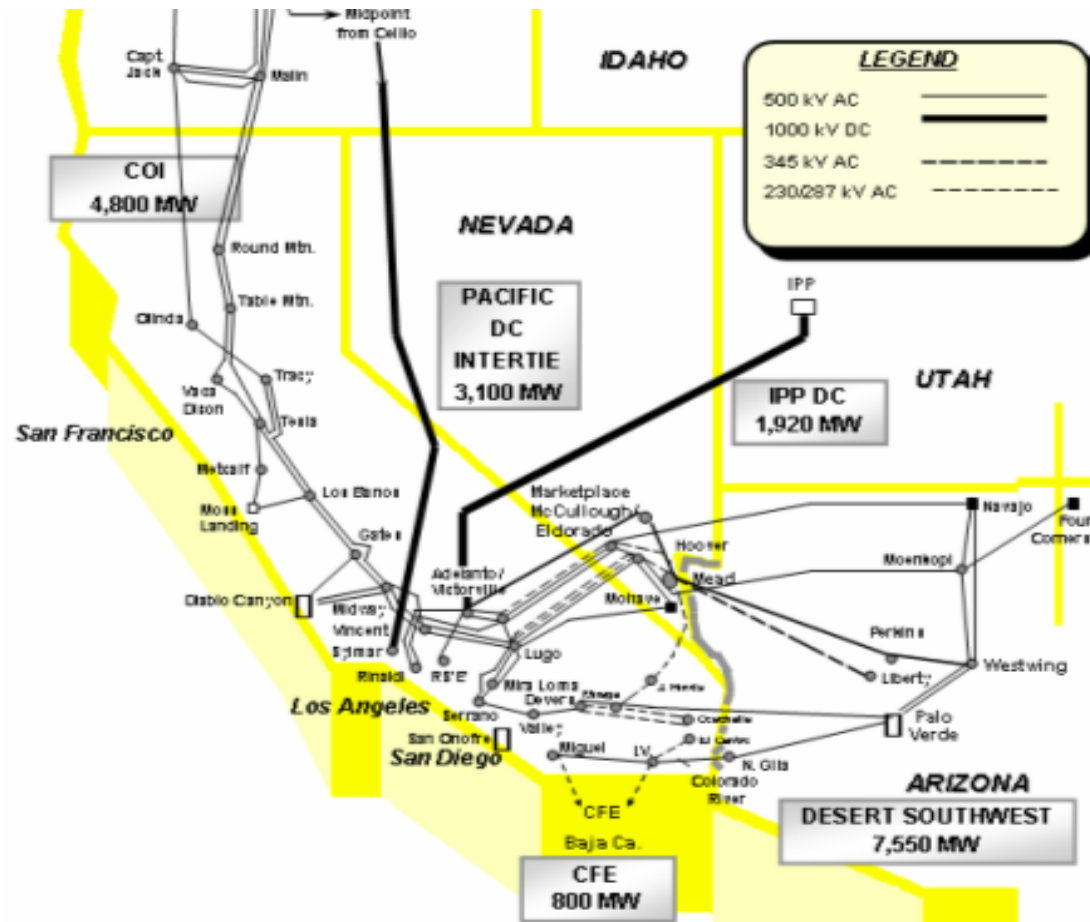 Midpoint
from Celilo
Capt.
Jack
Malin
IDAHO
LEGEND
500 kV AC
1000 kV DC
345 kV AC
230/287 kV AC
COI
4,800 MW
NEVADA
Round Mtn.
Table Mtn.
Olinda
PACIFIC
DC
INTERTIE
3,100 MW
IPP
UTAH
IPP DC
1,920 MW
Tracy
Vaca
Dixon
Tesla
San Francisco
Metcalf
Los Banos
Moss
Landing
Gates
Marketplace
McCullough/
Eldorado
Navajo
Four
Corners
Hoover
Moenkopi
Adelanto/
Victorville
Mead
Diablo Canyon
Midway
Mohave
Vincent
Sylmar
Lugo
Perkins
Westwing
Rinaldi
Liberty
Mira Loma
Devers
Los Angeles
Serrano
Valley
Palo
Verde
San Onofre
San Diego
Miguel
I.V.
N. Gila
Colorado
River
ARIZONA
CFE
Baja Ca.
DESERT SOUTHWEST
7,550 MW
CFE
800 MW